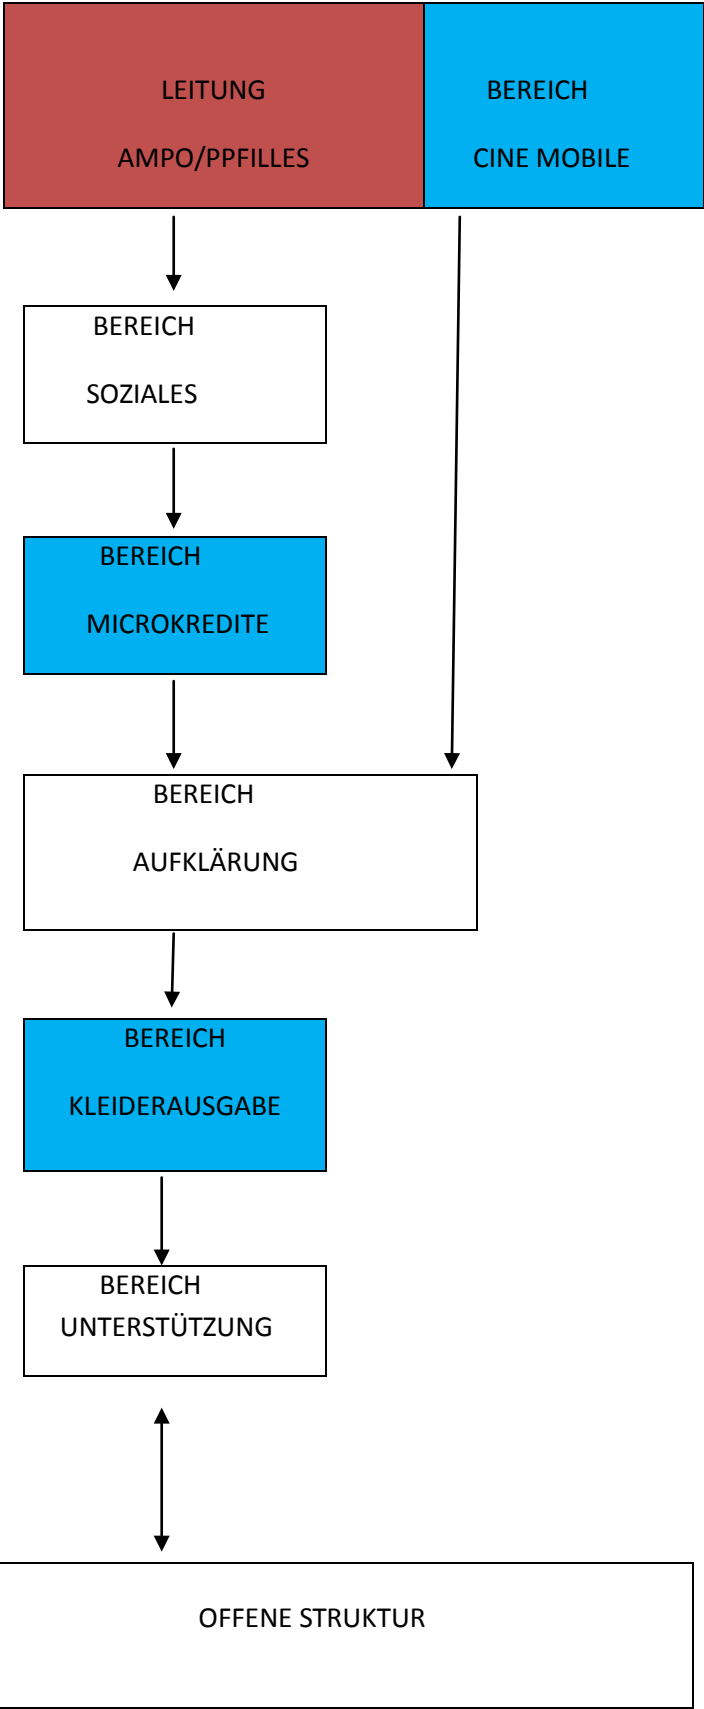 LEITUNG
AMPO/PPFILLES
BEREICH
CINE MOBILE
BEREICH
SOZIALES
BEREICH
MICROKREDITE
BEREICH
AUFKLÄRUNG
BEREICH
KLEIDERAUSGABE
BEREICH
UNTERSTÜTZUNG
OFFENE STRUKTUR